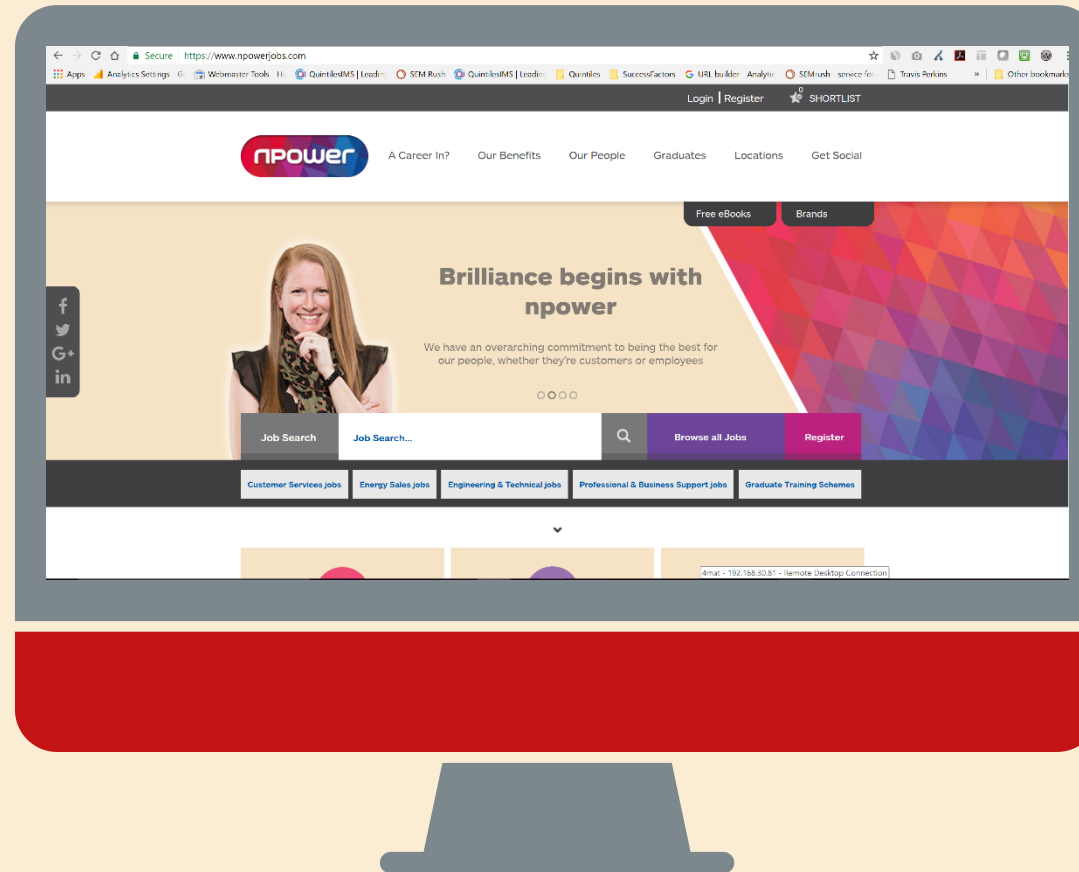 Secure https://www.npowerjobs.com
Apps Analytics Settings Webmaster Tools QuintilesIMS | Leading SEM Rush QuintilesIMS | Leading Quintiles SuccessFactors URL builder Analytic SEMrush service for Travis Perkins » Other bookmarks
Login | Register 0 SHORTLIST
npower A Career In? Our Benefits Our People Graduates Locations Get Social
Free eBooks Brands
Brilliance begins with
npower
We have an overarching commitment to being the best for
our people, whether they're customers or employees
f
G+
in
Job Search Job Search... Browse all Jobs Register
Customer Services jobs Energy Sales jobs Engineering & Technical jobs Professional & Business Support jobs Graduate Training Schemes
4mat - 192.168.30.81 - Remote Desktop Connection